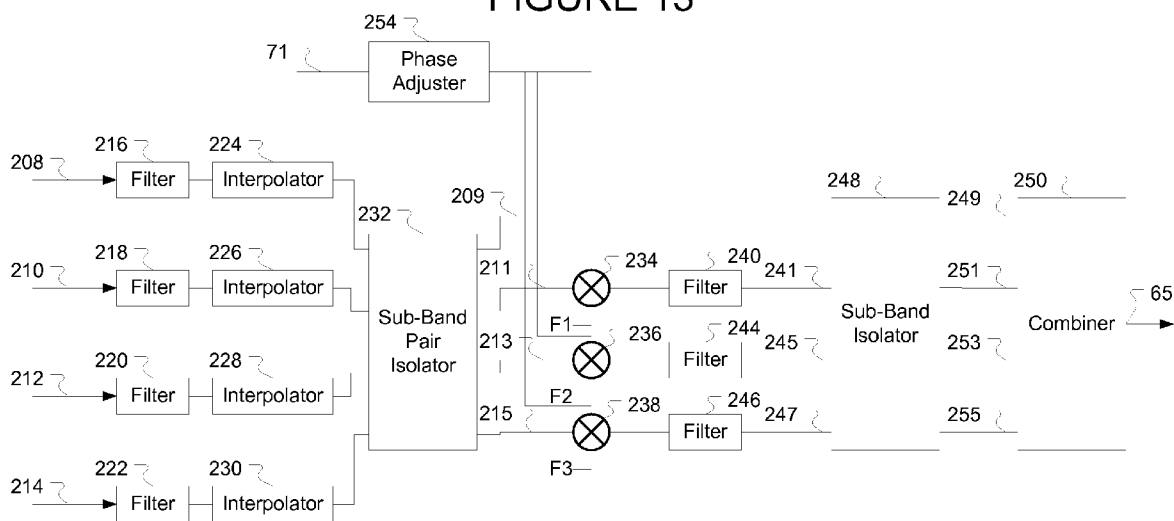 FIGURE 13
254
71
Phase
Adjuster
216
224
208
Filter
Interpolator
209
248
249
250
232
218
226
234
240
210
Filter
Interpolator
211
Filter
241
251
65
Sub-Band
Pair
Isolator
F1
213
236
244
Filter
245
Sub-Band
Isolator
Combiner
253
220
228
212
Filter
Interpolator
F2
215
238
246
Filter
247
255
F3
222
230
214
Filter
Interpolator